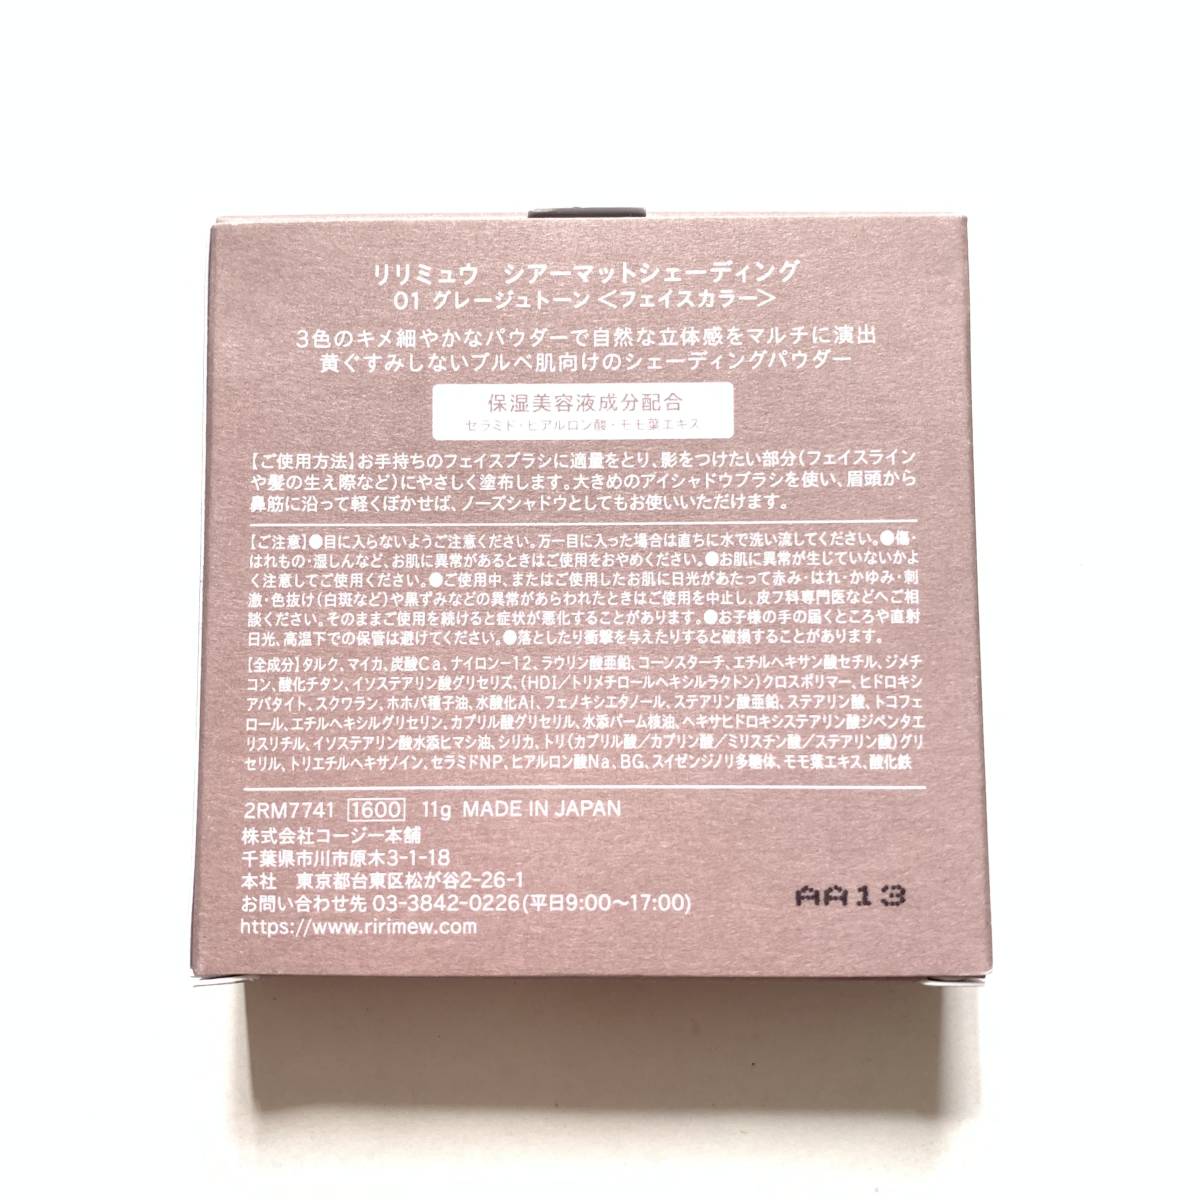 リリミュウ　シアーマットシェーディング
01 グレージュトーン <フェイスカラー>
3色のキメ細やかなパウダーで自然な立体感をマルチに演出
黄ぐすみしないブルベ肌向けのシェーディングパウダー
保湿美容液成分配合
セラミド・ヒアルロン酸・モモ葉エキス
【ご使用方法】お手持ちのフェイスブラシに適量をとり、影をつけたい部分(フェイスライン
や髪の生え際など)にやさしく塗布します。大きめのアイシャドウブラシを使い、眉頭から
鼻筋に沿って軽くぼかせば、ノーズシャドウとしてもお使いいただけます。
【ご注意】●目に入らないようご注意ください。万一目に入った場合は直ちに水で洗い流してください。●傷・
はれもの・湿しんなど、お肌に異常があるときはご使用をおやめください。●お肌に異常が生じていないかよ
く注意してご使用ください。●ご使用中、またはご使用したお肌に日光があたって赤み・はれ・かゆみ・刺
激・色抜け(白斑など)や黒ずみなどの異常があらわれたときはご使用を中止し、皮フ科専門医などへご相
談ください。そのままご使用を続けると症状が悪化することがあります。●お子様の手の届くところや直射
日光、高温下での保管は避けてください。●落としたり衝撃を与えたりすると破損することがあります。
【全成分】タルク、マイカ、炭酸Ca、ナイロン-12、ラウリン酸亜鉛、コーンスターチ、エチルヘキサン酸セチル、ジメチ
コン、酸化チタン、イソステアリン酸グリセリズ、(HDI／トリメチロールヘキシルラクトン)クロスポリマー、ヒドロキシ
アパタイト、スクワラン、ホホバ種子油、水酸化Al、フェノキシエタノール、ステアリン酸亜鉛、ステアリン酸、トコフェ
ロール、エチルヘキシルグリセリン、カプリル酸グリセリル、水添パーム核油、ヘキサヒドロキシステアリン酸ジペンタエ
リスリチル、イソステアリン酸水添ヒマシ油、シリカ、トリ(カプリル酸／カプリン酸／ミリスチン酸／ステアリン酸)グリ
セリル、トリエチルヘキサノイン、セラミドNP、ヒアルロン酸Na、BG、スイゼンジノリ多糖体、モモ葉エキス、酸化鉄
2RM7741 1600 11g MADE IN JAPAN
株式会社コージー本舗
千葉県市川市原木3-1-18
本社　東京都台東区松が谷2-26-1
お問い合わせ先 03-3842-0226(平日9:00～17:00)
https://www.ririmew.com
AA13